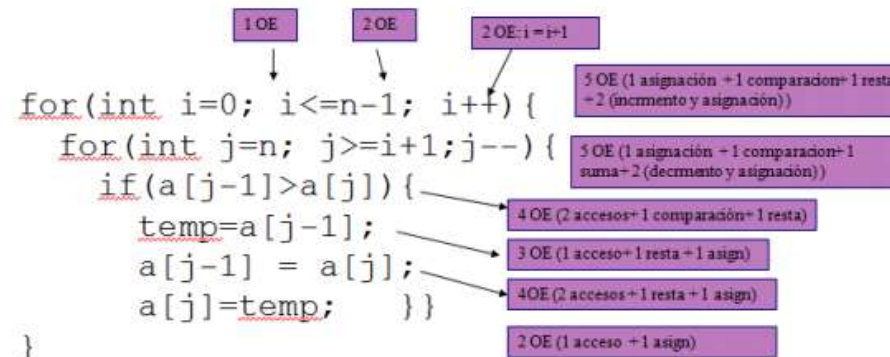 1 OE
2 OE
2 OE: i = i+1
for(int i=0; i<=n-1; i++){
5 OE (1 asignación + 1 comparacion+ 1 resta
+ 2 (incrmento y asignación))
for(int j=n; j>=i+1;j--){
5 OE (1 asignación + 1 comparacion+ 1
suma+ 2 (decrmento y asignación))
if(a[j-1]>a[j]){
4 OE (2 accesos+ 1 comparación+ 1 resta)
temp=a[j-1];
3 OE (1 acceso+ 1 resta + 1 asign)
a[j-1] = a[j];
4OE (2 accesos + 1 resta + 1 asign)
a[j]=temp; }}
2 OE (1 acceso +1 asign)
}